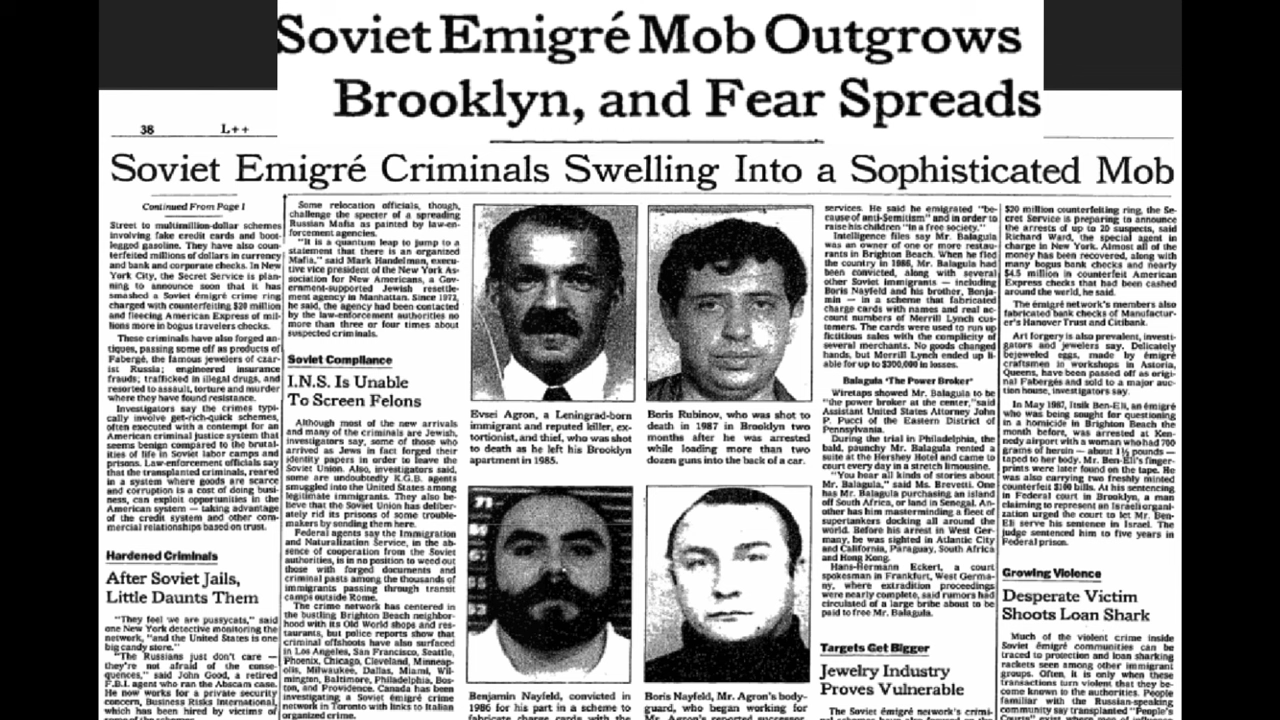 Soviet Emigré Mob Outgrows
Brooklyn, and Fear Spreads
38 L++
Soviet Emigré Criminals Swelling Into a Sophisticated Mob
Continued From Page 1
Street to multimillion-dollar schemes
involving fake credit cards and boot-
legged gasoline. They have also coun-
terfeited millions of dollars in currency
and bank and corporate checks. In New
York City, the Secret Service is plan-
ning to announce soon that it has
smashed a Soviet émigré crime ring
charged with counterfeiting $20 million
and fleecing American Express of mil-
lions more in bogus travelers checks.
These criminals have also forged an-
tiques, passing some off as products of
Fabergé, the famous jewelers of czar-
ist Russia; engineered insurance
frauds; trafficked in illegal drugs, and
resorted to assault, torture and murder
where they have found resistance.
Investigators say the crimes typi-
cally involve get-rich-quick schemes,
often executed with a contempt for an
American criminal justice system that
seems benign compared to the brutal-
ities of life in Soviet labor camps and
prisons. Law-enforcement officials say
that the transplanted criminals, reared
in a system where goods are scarce
and corruption is a cost of doing busi-
ness, can exploit opportunities in the
American system — taking advantage
of the credit system and other com-
mercial relationships based on trust.
Hardened Criminals
After Soviet Jails,
Little Daunts Them
"They feel we are pussycats," said
one New York detective monitoring the
network, "and the United States is one
big candy store."
"The Russians just don't care —
they're not afraid of the conse-
quences," said John Good, a retired
F.B.I. agent who ran the Abscam case.
He now works for a private security
concern, Business Risks International,
which has been hired by victims of
some of the schemes.
Some relocation officials, though,
challenge the specter of a spreading
Russian Mafia as painted by law-en-
forcement agencies.
"It is a quantum leap to jump to a
statement that there is an organized
Mafia," said Mark Handelman, execu-
tive vice president of the New York As-
sociation for New Americans, a Gov-
ernment-supported Jewish resettle-
ment agency in Manhattan. Since 1972,
he said, the agency had been contacted
by the law-enforcement authorities no
more than three or four times about
suspected criminals.
Soviet Compliance
I.N.S. Is Unable
To Screen Felons
Although most of the new arrivals
and many of the criminals are Jewish,
investigators say, some of those who
arrived as Jews in fact forged their
identity papers in order to leave the
Soviet Union. Also, investigators said,
some are undoubtedly K.G.B. agents
smuggled into the United States among
legitimate immigrants. They also be-
lieve that the Soviet Union has deliber-
ately rid its prisons of some trouble-
makers by sending them here.
Federal agents say the Immigration
and Naturalization Service, in the ab-
sence of cooperation from the Soviet
authorities, is in no position to weed out
those with forged documents and
criminal pasts among the thousands of
immigrants passing through transit
camps outside Rome.
The crime network has centered in
the bustling Brighton Beach neighbor-
hood with its Old World shops and res-
taurants, but police reports show that
criminal offshoots have also surfaced
in Los Angeles, San Francisco, Seattle,
Phoenix, Chicago, Cleveland, Minneap-
olis, Milwaukee, Dallas, Miami, Wil-
mington, Baltimore, Philadelphia, Bos-
ton, and Providence. Canada has been
investigating a Soviet émigré crime
network in Toronto with links to Italian
organized crime.
Evsei Agron, a Leningrad-born
immigrant and reputed killer, ex-
tortionist, and thief, who was shot
to death as he left his Brooklyn
apartment in 1985.
Boris Rubinov, who was shot to
death in 1987 in Brooklyn two
months after he was arrested
while loading more than two
dozen guns into the back of a car.
Benjamin Nayfeld, convicted in
1986 for his part in a scheme to
fabricate charge cards with the
Boris Nayfeld, Mr. Agron's body-
guard, who began working for
Mr. Agron's reputed successor,
services. He said he emigrated "be-
cause of anti-Semitism" and in order to
raise his children "in a free society."
Intelligence files say Mr. Balagula
was an owner of one or more restau-
rants in Brighton Beach. When he fled
the country in 1986, Mr. Balagula had
been convicted, along with several
other Soviet immigrants — including
Boris Nayfeld and his brother, Benja-
min — in a scheme that fabricated
charge cards with names and real ac-
count numbers of Merrill Lynch cus-
tomers. The cards were used to run up
fictitious sales with the complicity of
several merchants. No goods changed
hands, but Merrill Lynch ended up li-
able for up to $300,000 in losses.
Balagula 'The Power Broker'
Wiretaps showed Mr. Balagula to be
"the power broker at the center," said
Assistant United States Attorney John
P. Pucci of the Eastern District of
Pennsylvania.
During the trial in Philadelphia, the
bald, paunchy Mr. Balagula rented a
suite at the Hershey Hotel and came to
court every day in a stretch limousine.
"You hear all kinds of stories about
Mr. Balagula," said Ms. Brevetti. One
has Mr. Balagula purchasing an island
off South Africa, or land in Senegal. An-
other has him masterminding a fleet of
supertankers docking all around the
world. Before his arrest in West Ger-
many, he was sighted in Atlantic City
and California, Paraguay, South Africa
and Hong Kong.
Hans-Hermann Eckert, a court
spokesman in Frankfurt, West Germa-
ny, where extradition proceedings
were nearly complete, said rumors had
circulated of a large bribe about to be
paid to free Mr. Balagula.
Targets Get Bigger
Jewelry Industry
Proves Vulnerable
The Soviet émigré network's crimi-
$20 million counterfeiting ring, the Se-
cret Service is preparing to announce
the arrests of up to 20 suspects, said
Richard Ward, the special agent in
charge in New York. Almost all of the
money has been recovered, along with
many bogus bank checks and nearly
$4.5 million in counterfeit American
Express checks that had been cashed
around the world, he said.
The émigré network's members also
fabricated bank checks of Manufactur-
er's Hanover Trust and Citibank.
Art forgery is also prevalent, investi-
gators and jewelers say. Delicately
bejeweled eggs, made by émigré
craftsmen in workshops in Astoria,
Queens, have been passed off as origi-
nal Fabergés and sold to a major auc-
tion house, investigators say.
In May 1987, Itsik Ben-Eli, an émigré
who was being sought for questioning
in a homicide in Brighton Beach the
month before, was arrested at Ken-
nedy airport with a woman who had 700
grams of heroin — about 1½ pounds —
taped to her body. Mr. Ben-Eli's finger-
prints were later found on the tape. He
was also carrying two freshly minted
counterfeit $100 bills. At his sentencing
in Federal court in Brooklyn, a man
claiming to represent an Israeli organi-
zation urged the court to let Mr. Ben-
Eli serve his sentence in Israel. The
judge sentenced him to five years in
Federal prison.
Growing Violence
Desperate Victim
Shoots Loan Shark
Much of the violent crime inside
Soviet émigré communities can be
traced to protection and loan sharking
rackets seen among other immigrant
groups. Often, it is only when these
transactions turn violent that they be-
come known to the authorities. People
familiar with the Russian-speaking
community say transplanted "People's